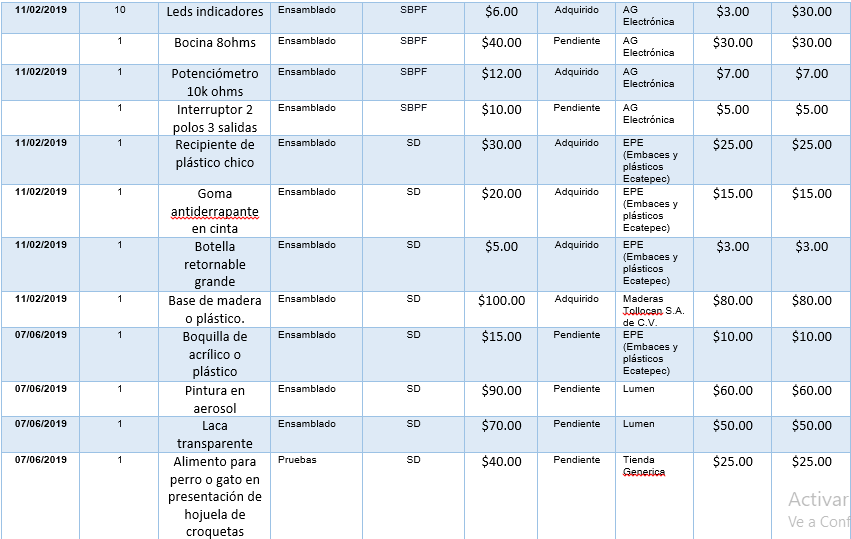 11/02/2019 10 Leds indicadores Ensamblado SBPF $6.00 Adquirido AG $3.00 $30.00
Electrónica
1 Bocina 8ohms Ensamblado SBPF $40.00 Pendiente AG $30.00 $30.00
Electrónica
11/02/2019 1 Potenciómetro Ensamblado SBPF $12.00 Adquirido AG $7.00 $7.00
10k ohms Electrónica
1 Interruptor 2 Ensamblado SBPF $10.00 Pendiente AG $5.00 $5.00
polos 3 salidas Electrónica
11/02/2019 1 Recipiente de Ensamblado SD $30.00 Adquirido EPE $25.00 $25.00
plástico chico (Embaces y
plásticos
Ecatepec)
11/02/2019 1 Goma Ensamblado SD $20.00 Adquirido EPE $15.00 $15.00
antiderrapante (Embaces y
en cinta plásticos
Ecatepec)
11/02/2019 1 Botella Ensamblado SD $5.00 Adquirido EPE $3.00 $3.00
retornable (Embaces y
grande plásticos
Ecatepec)
11/02/2019 1 Base de madera Ensamblado SD $100.00 Adquirido Maderas $80.00 $80.00
o plástico. Tollocan S.A.
de C.V.
07/06/2019 1 Boquilla de Ensamblado SD $15.00 Pendiente EPE $10.00 $10.00
acrílico o (Embaces y
plástico plásticos
Ecatepec)
07/06/2019 1 Pintura en Ensamblado SD $90.00 Pendiente Lumen $60.00 $60.00
aerosol
07/06/2019 1 Laca Ensamblado SD $70.00 Pendiente Lumen $50.00 $50.00
transparente
07/06/2019 1 Alimento para Pruebas SD $40.00 Pendiente Tienda $25.00 $25.00
perro o gato en Generica
presentación de
hojuela de
croquetas
Activar
Ve a Conf